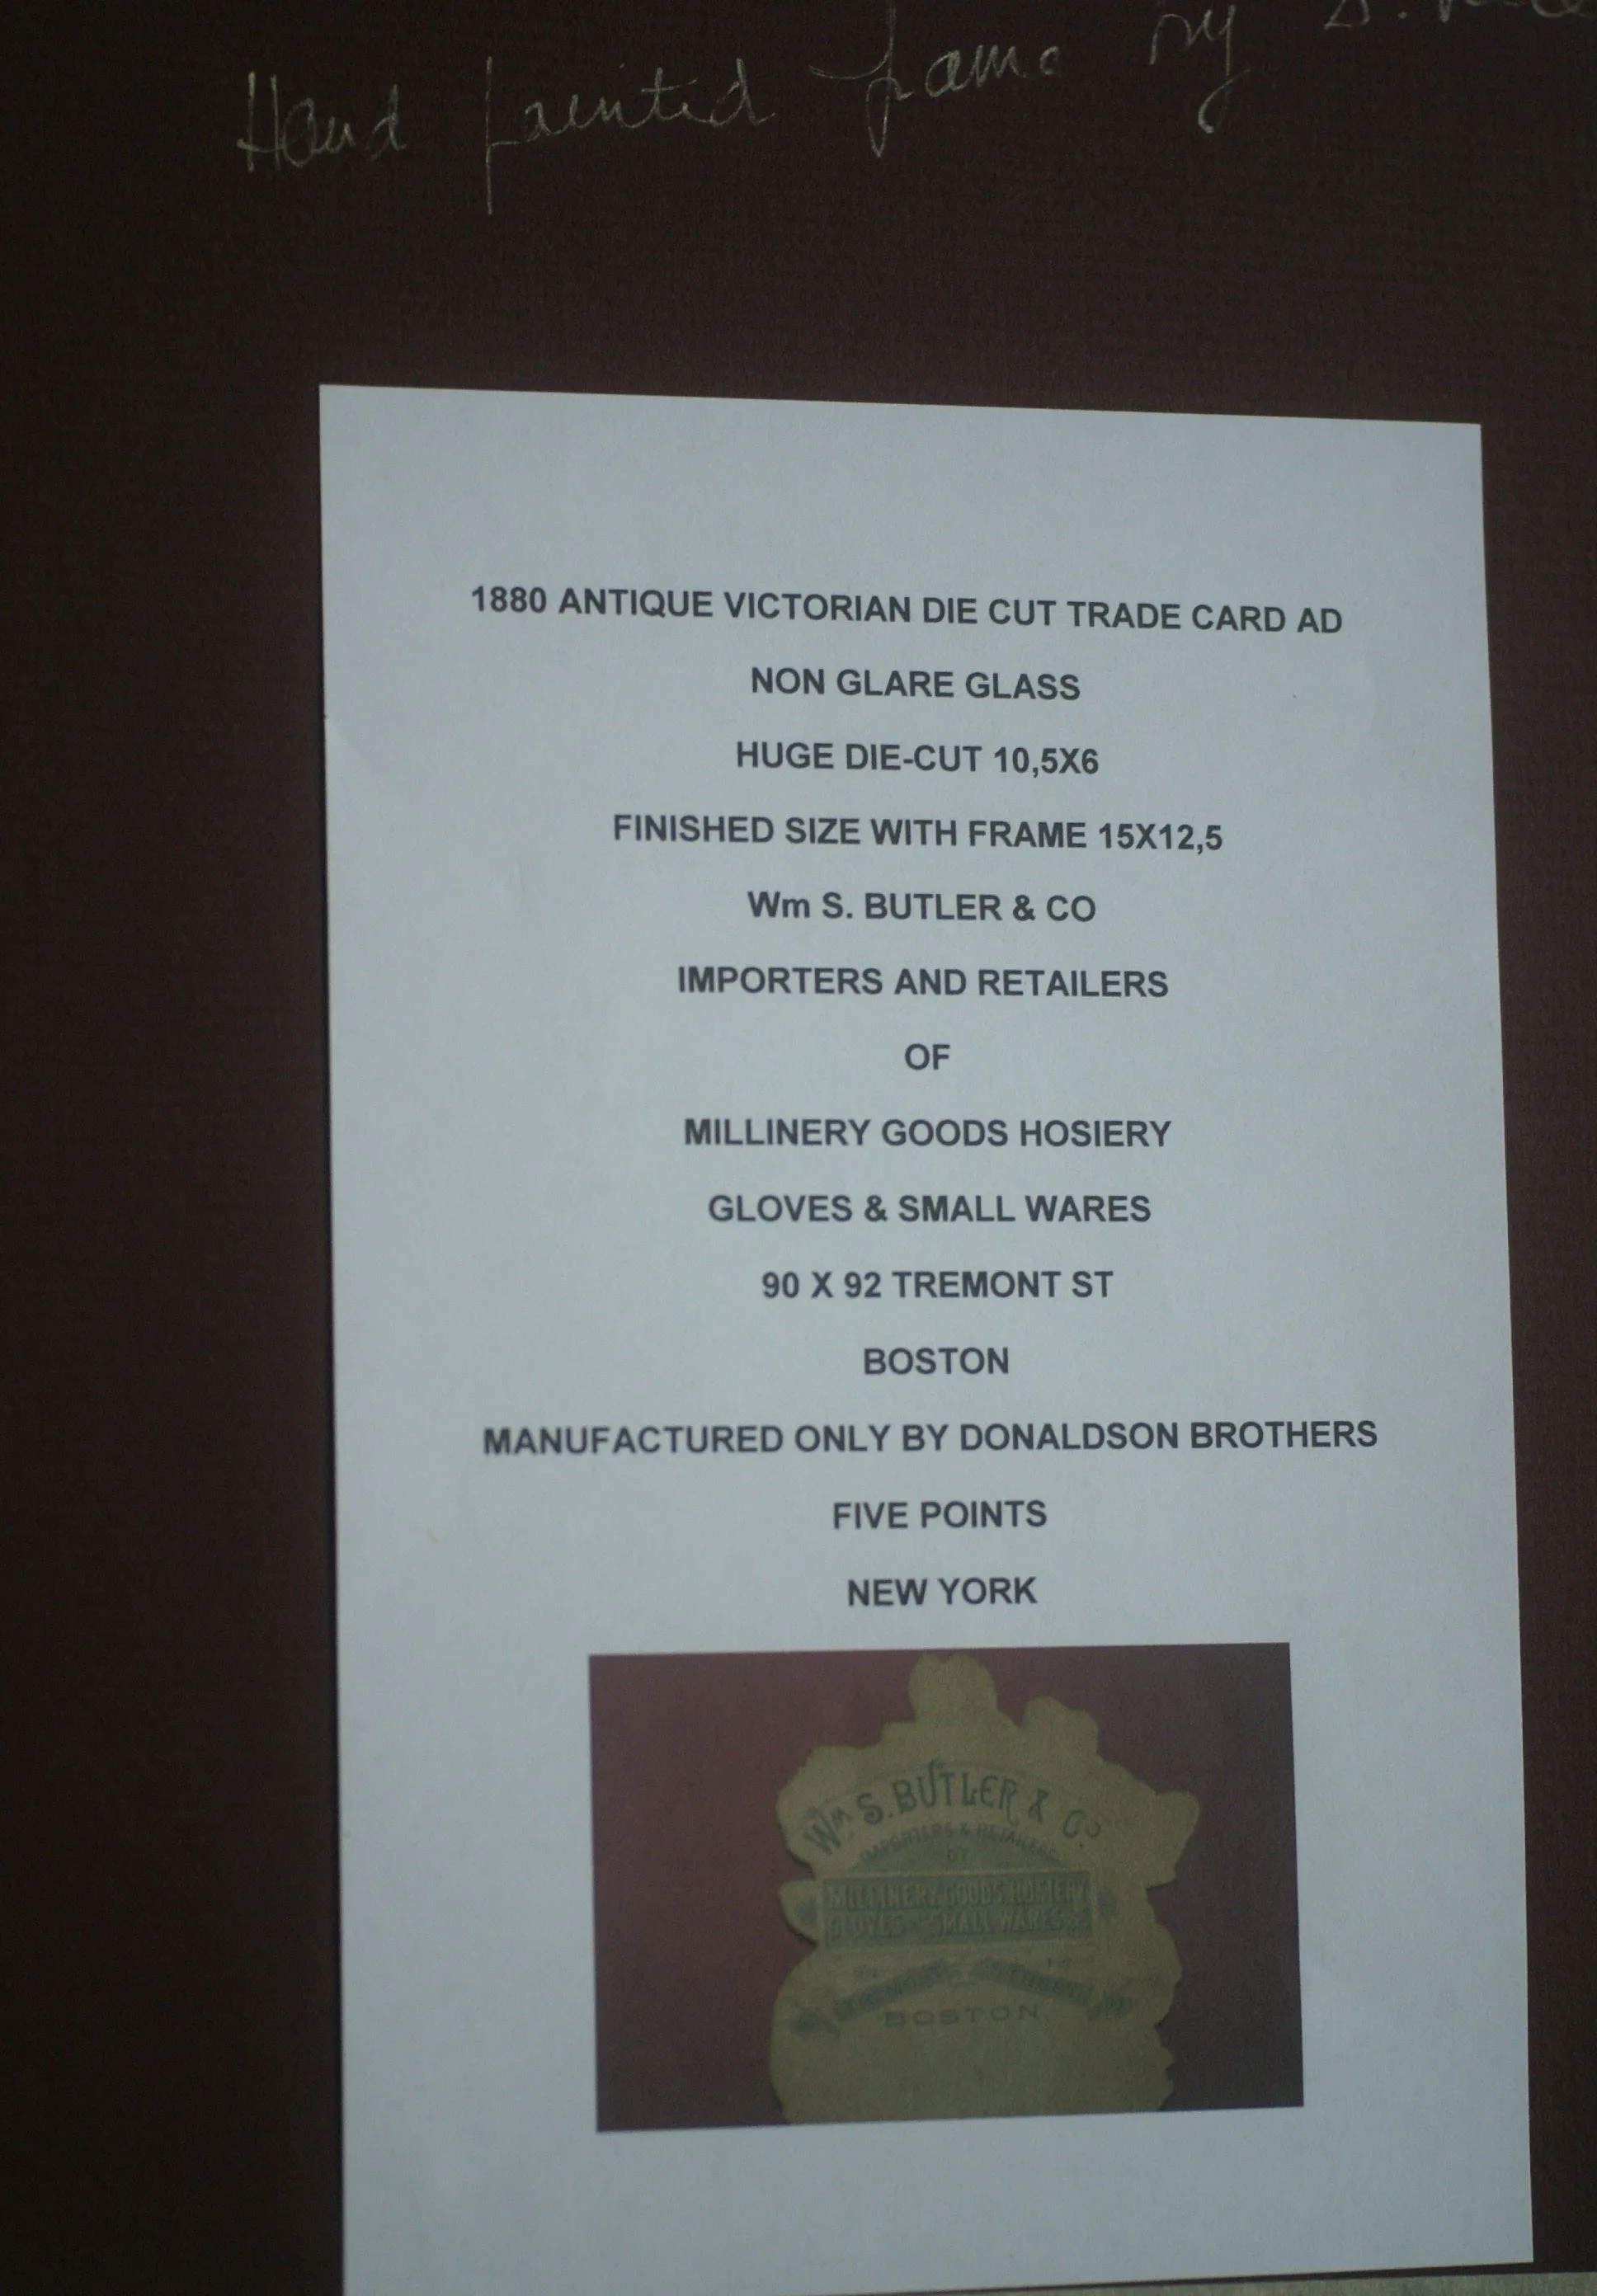 Hand painted frame by D.
1880 ANTIQUE VICTORIAN DIE CUT TRADE CARD AD
NON GLARE GLASS
HUGE DIE-CUT 10,5X6
FINISHED SIZE WITH FRAME 15X12,5
Wm S. BUTLER & CO
IMPORTERS AND RETAILERS
OF
MILLINERY GOODS HOSIERY
GLOVES & SMALL WARES
90 X 92 TREMONT ST
BOSTON
MANUFACTURED ONLY BY DONALDSON BROTHERS
FIVE POINTS
NEW YORK
Wm S. BUTLER & Co
IMPORTERS & RETAILERS
OF
MILLINERY GOODS HOSIERY
GLOVES SMALL WARES
BOSTON